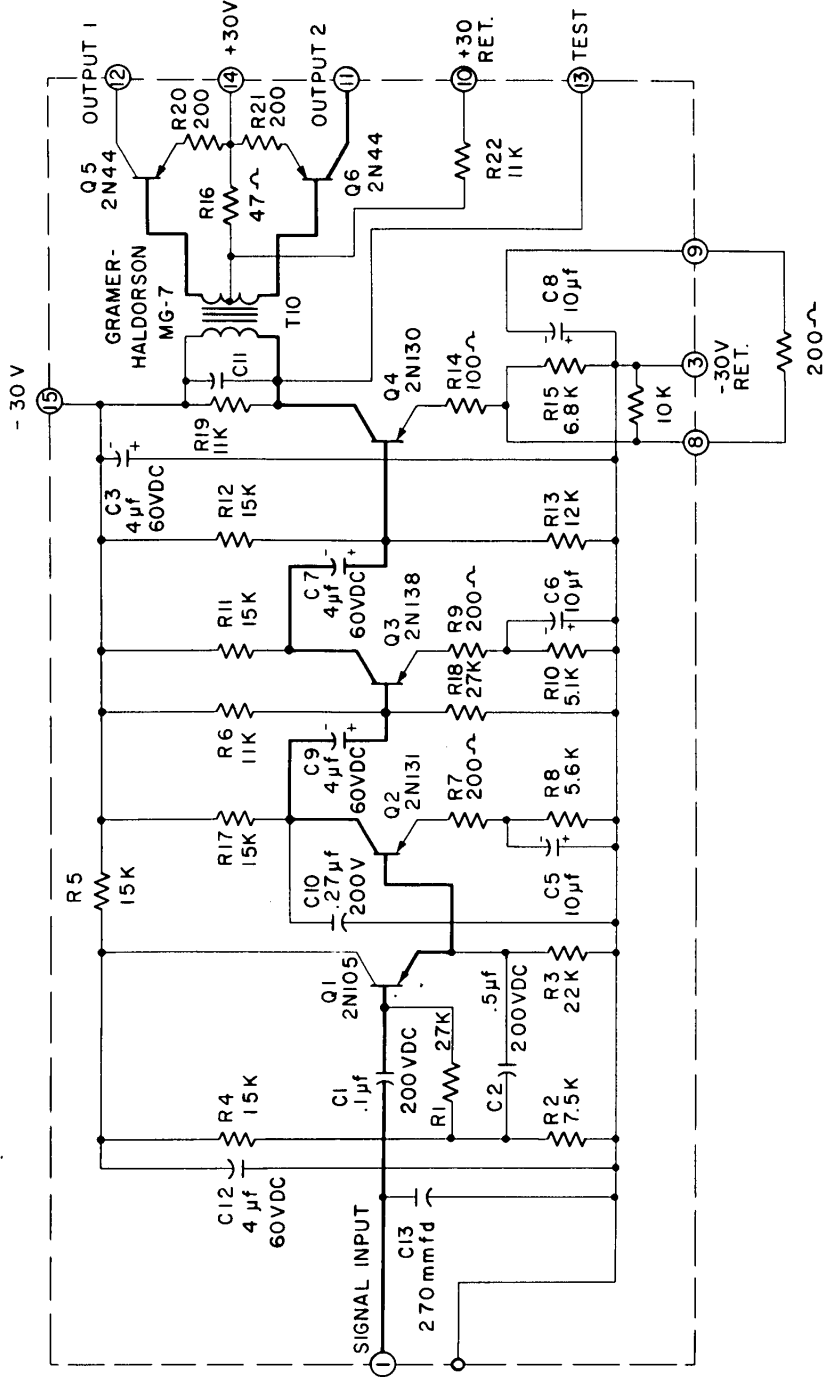 - 30 V
15
C12
4 µf
60VDC
R4
15K
R5
15K
SIGNAL INPUT
1
C13
270mmfd
C1
.1µf
200VDC
R1
27K
C2
.5µf
200VDC
R2
7.5K
Q1
2N105
R3
22K
C10
.27µf
200V
R17
15K
Q2
2N131
R7
200Ω
C5
10µf
-
+
R8
5.6K
C9
4µf
60VDC
-
+
R6
11K
R18
27K
R11
15K
Q3
2N138
R9
200Ω
R10
5.1K
-
+
C6
10µf
C7
4µf
60VDC
-
+
R12
15K
R13
12K
C3
4µf
60VDC
-
+
R19
11K
C11
Q4
2N130
R14
100Ω
R15
6.8K
-
+
C8
10µf
10K
8
3
-30V
RET.
9
200Ω
GRAMER-
HALDORSON
MG-7
T10
Q5
2N44
R20
200
R16
47Ω
R21
200
Q6
2N44
R22
11K
OUTPUT 1
12
14
+30V
OUTPUT 2
11
10
+30
RET.
13
TEST